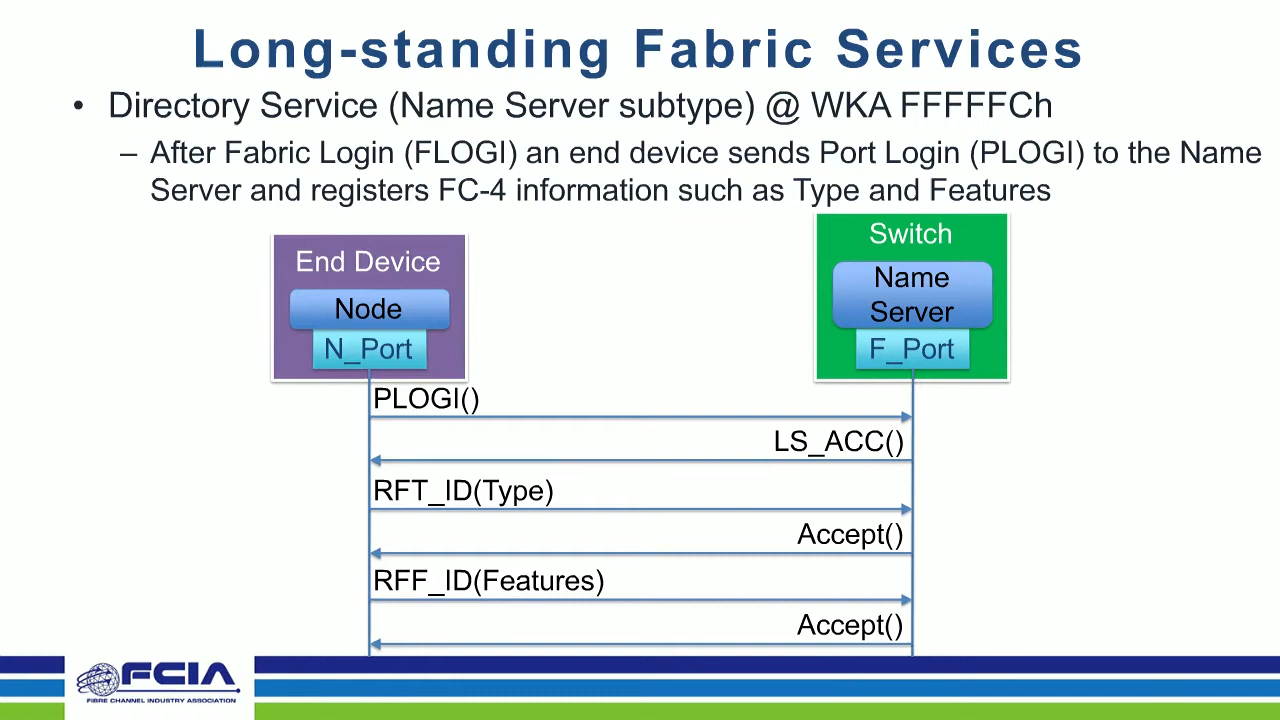 Long-standing Fabric Services
• Directory Service (Name Server subtype) @ WKA FFFFFCh
– After Fabric Login (FLOGI) an end device sends Port Login (PLOGI) to the Name
Server and registers FC-4 information such as Type and Features
End Device
Node
N_Port
Switch
Name
Server
F_Port
PLOGI()
LS_ACC()
RFT_ID(Type)
Accept()
RFF_ID(Features)
Accept()
FCIA
FIBRE CHANNEL INDUSTRY ASSOCIATION